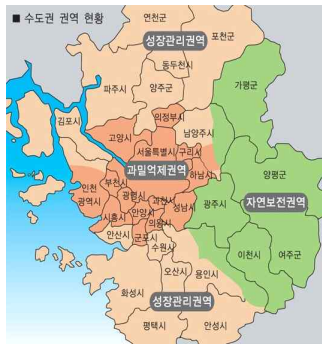 ■ 수도권 권역 현황
연천군
포천군
성장관리권역
동두천시
파주시
양주군
가평군
의정부시
김포시
고양시
남양주시
서울특별시
구리시
양평군
과밀억제권역
하남시
인천
광역시
부천시
광명시
과천시
광주시
자연보전권역
시흥시
안양시
성남시
의왕시
안산시
군포시
수원시
이천시
여주군
오산시
용인시
화성시
성장관리권역
평택시
안성시